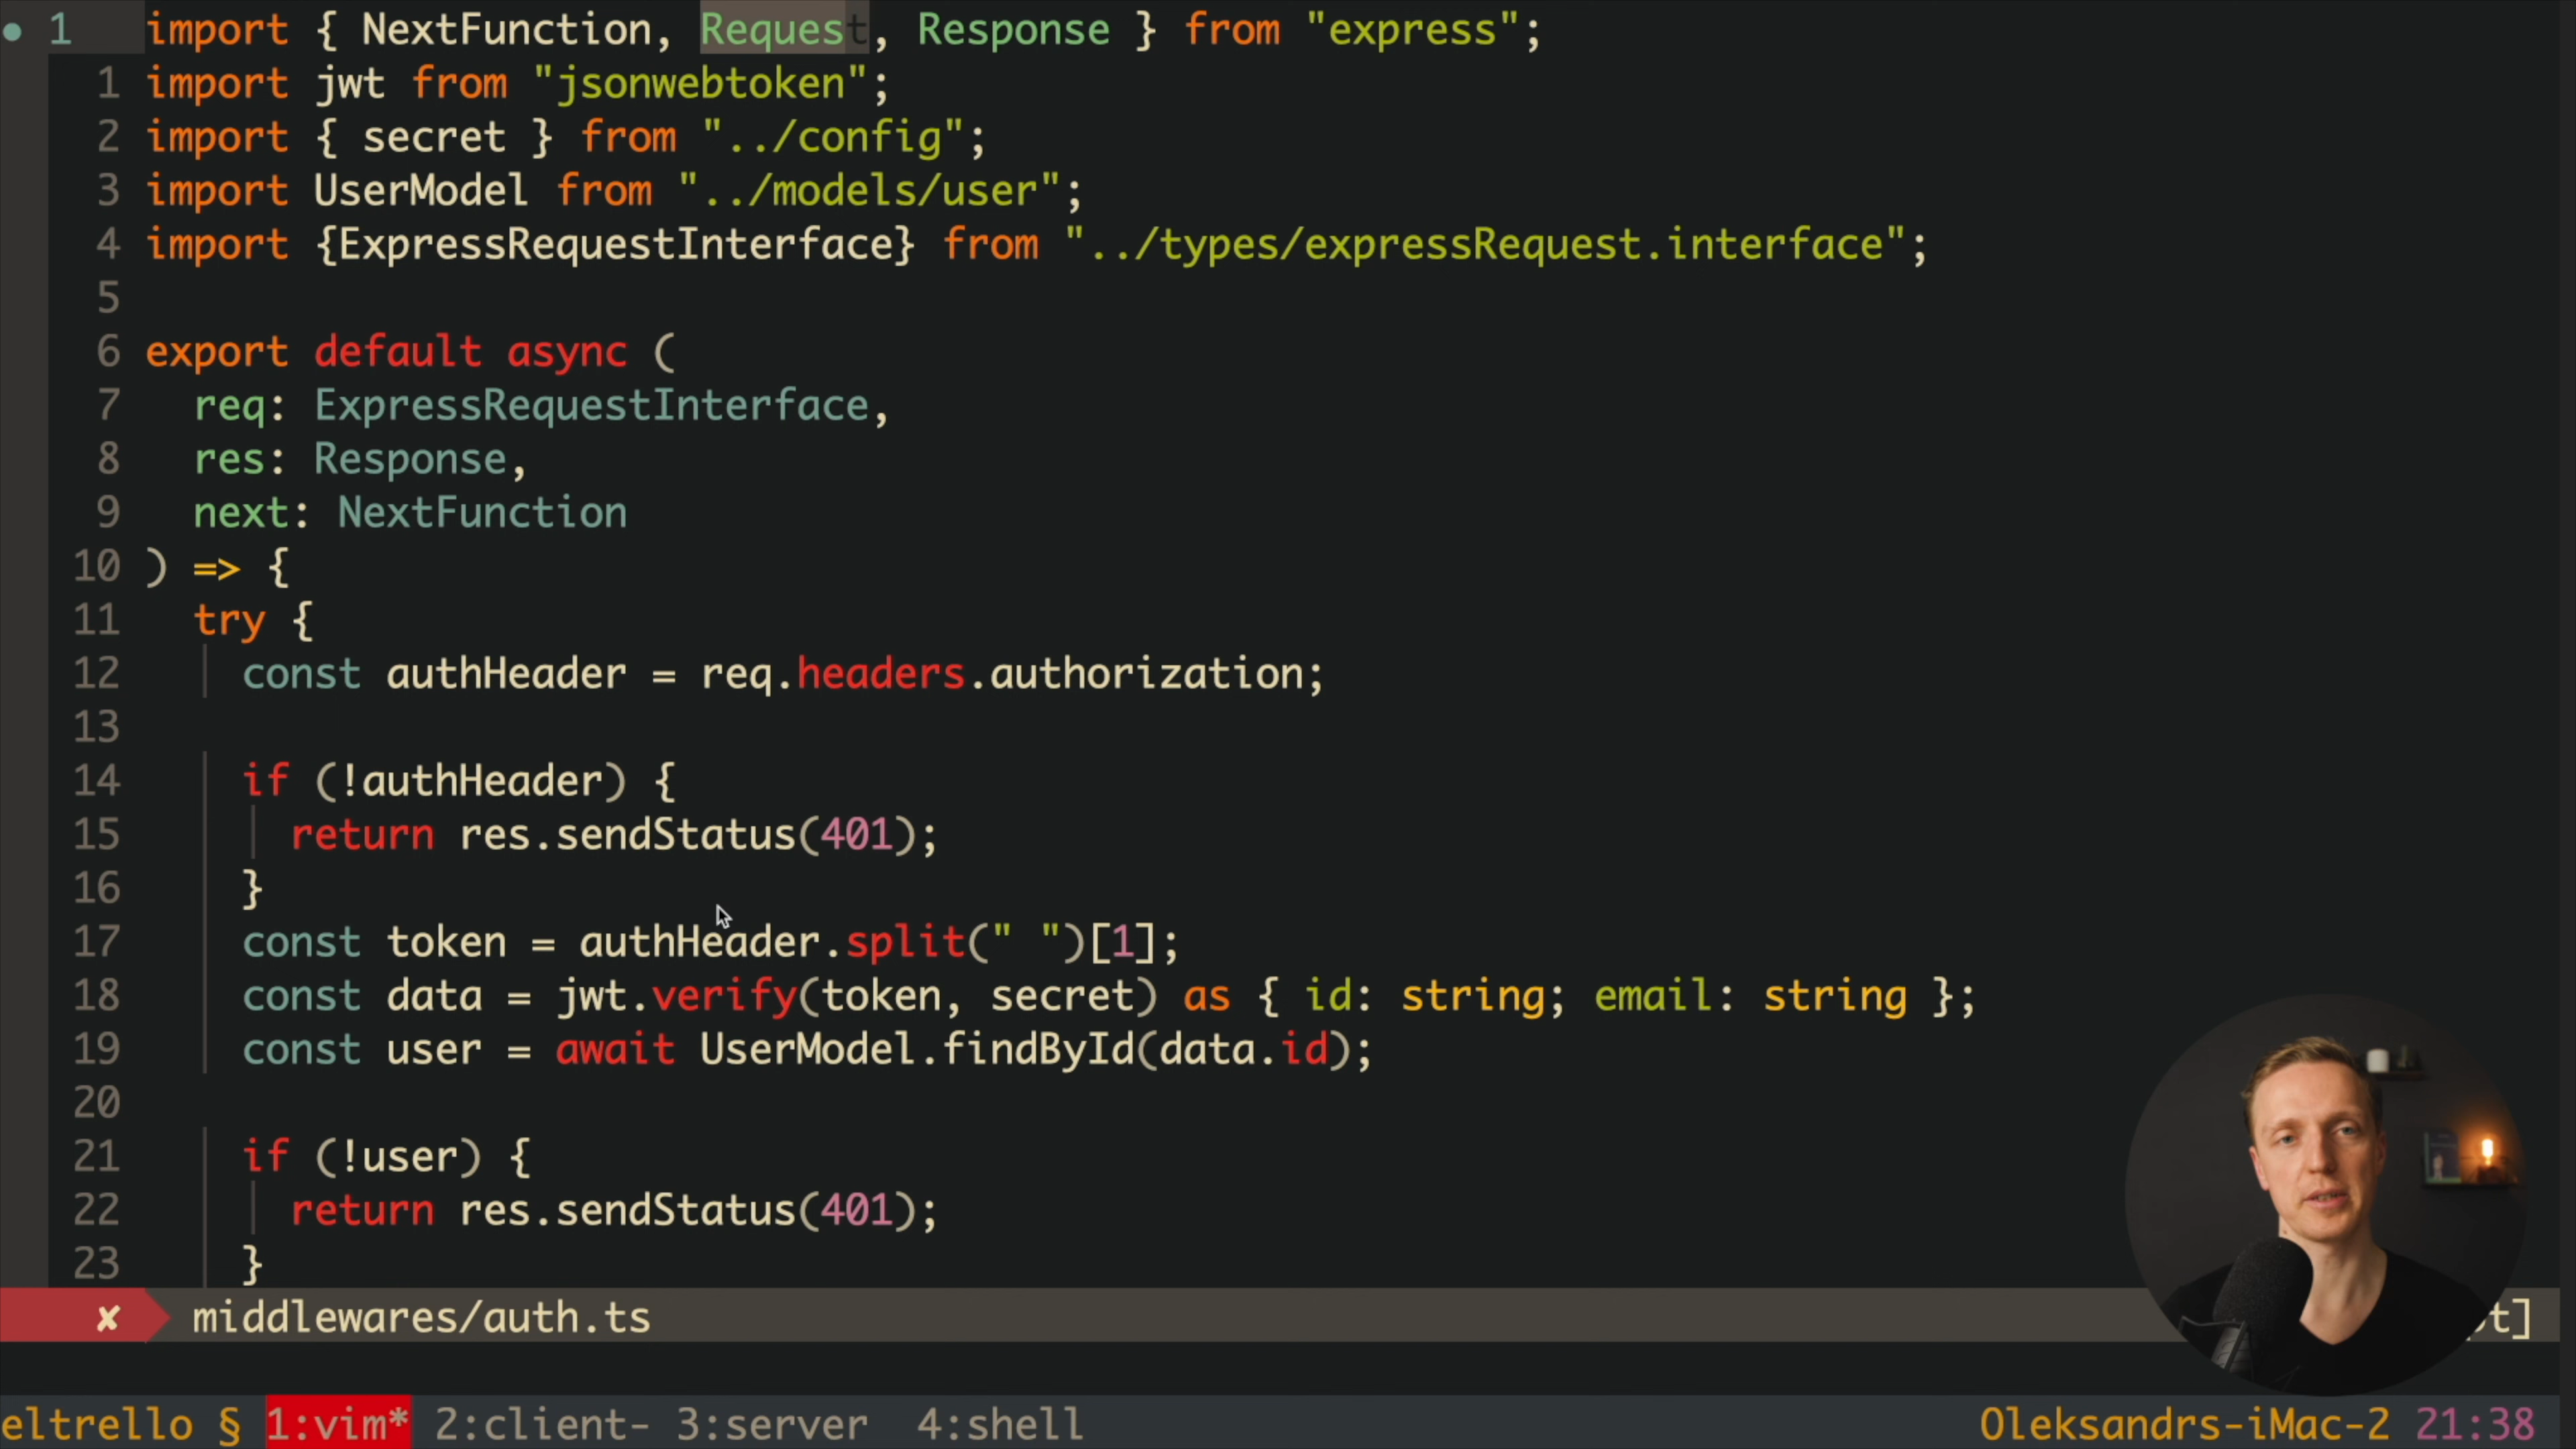 1 import { NextFunction, Request, Response } from "express";
1 import jwt from "jsonwebtoken";
2 import { secret } from "../config";
3 import UserModel from "../models/user";
4 import {ExpressRequestInterface} from "../types/expressRequest.interface";
5
6 export default async (
7   req: ExpressRequestInterface,
8   res: Response,
9   next: NextFunction
10 ) => {
11   try {
12     const authHeader = req.headers.authorization;
13
14     if (!authHeader) {
15       return res.sendStatus(401);
16     }
17     const token = authHeader.split(" ")[1];
18     const data = jwt.verify(token, secret) as { id: string; email: string };
19     const user = await UserModel.findById(data.id);
20
21     if (!user) {
22       return res.sendStatus(401);
23     }
✘ middlewares/auth.ts
eltrello § 1:vim* 2:client- 3:server 4:shell Oleksandrs-iMac-2 21:38